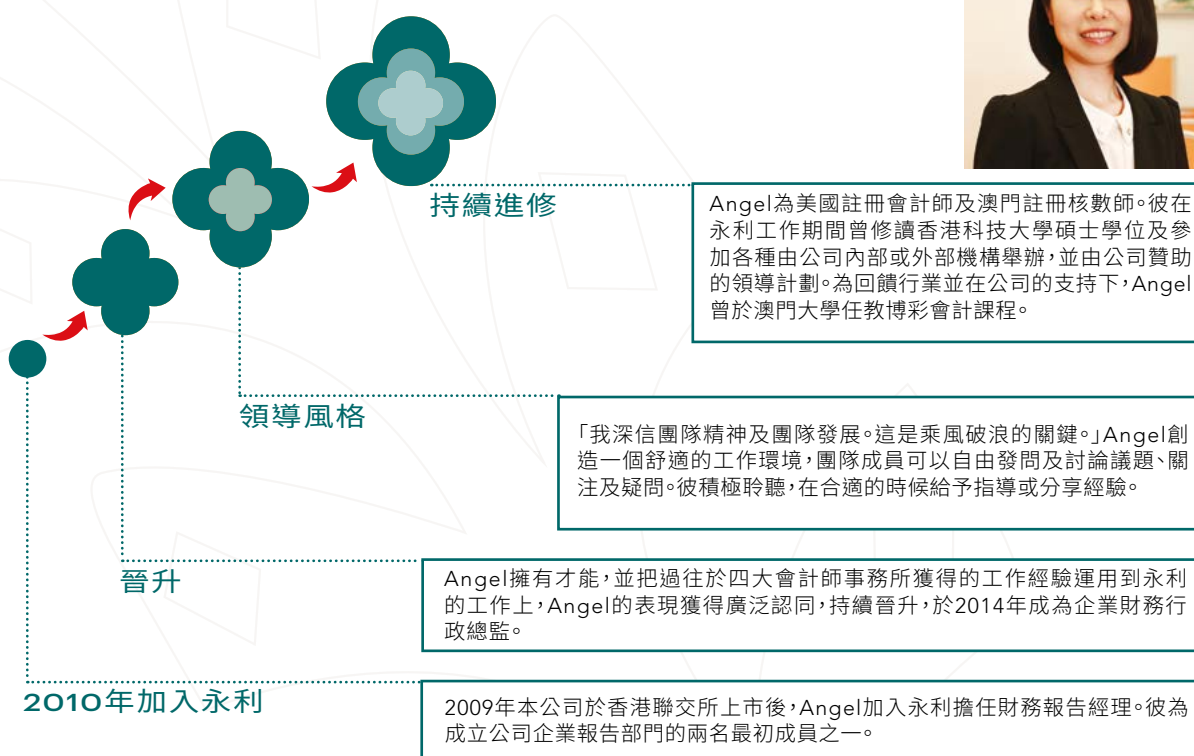 持續進修
Angel為美國註冊會計師及澳門註冊核數師。彼在
永利工作期間曾修讀香港科技大學碩士學位及參
加各種由公司內部或外部機構舉辦,並由公司贊助
的領導計劃。為回饋行業並在公司的支持下,Angel
曾於澳門大學任教博彩會計課程。
領導風格
「我深信團隊精神及團隊發展。這是乘風破浪的關鍵。」Angel創
造一個舒適的工作環境,團隊成員可以自由發問及討論議題、關
注及疑問。彼積極聆聽,在合適的時候給予指導或分享經驗。
晉升
Angel擁有才能,並把過往於四大會計師事務所獲得的工作經驗運用到永利
的工作上,Angel的表現獲得廣泛認同,持續晉升,於2014年成為企業財務行
政總監。
2010年加入永利
2009年本公司於香港聯交所上市後,Angel加入永利擔任財務報告經理。彼為
成立公司企業報告部門的兩名最初成員之一。